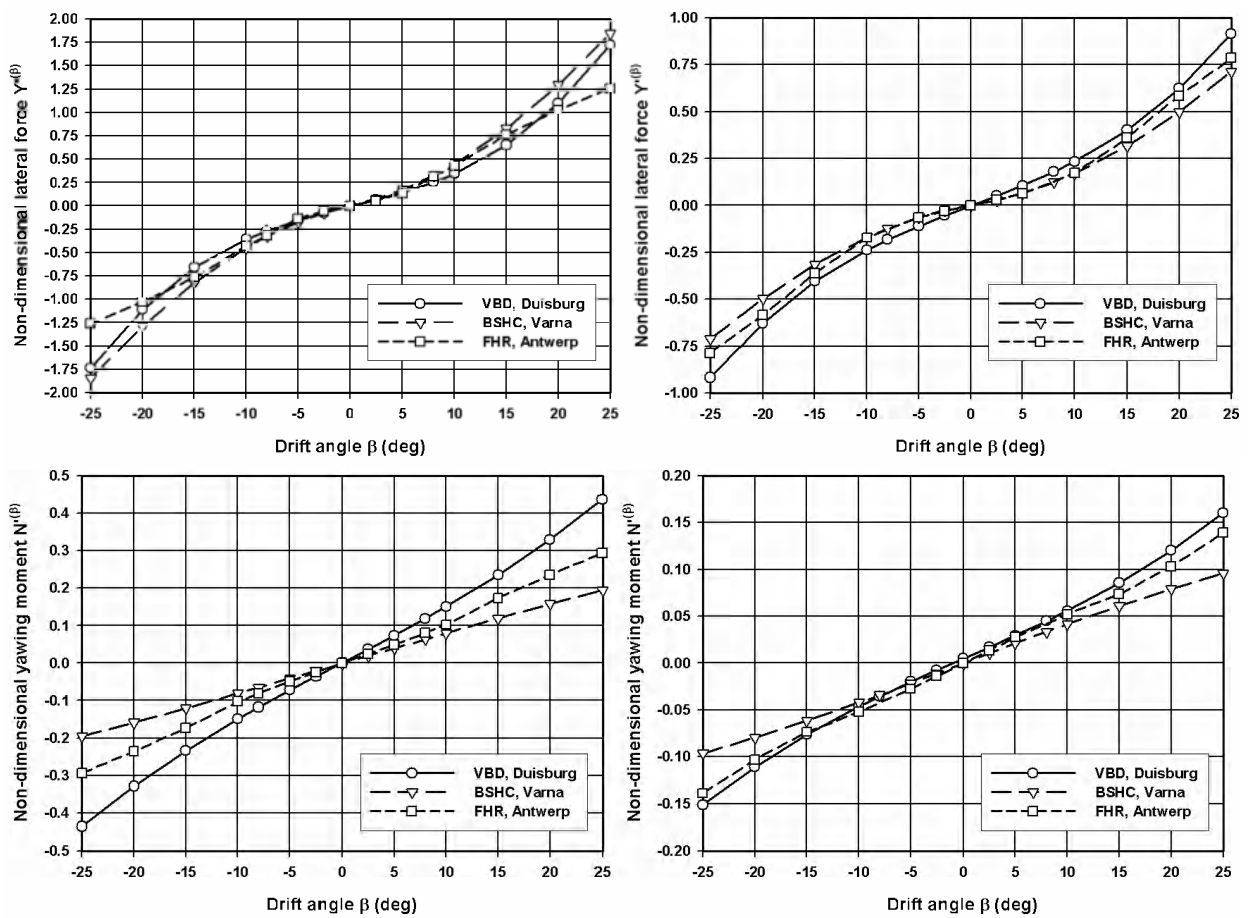 Non-dimensional lateral force Y'(β)
2.00
1.75
1.50
1.25
1.00
0.75
0.50
0.25
0.00
-0.25
-0.50
-0.75
-1.00
-1.25
-1.50
-1.75
-2.00
VBD, Duisburg
BSHC, Varna
FHR, Antwerp
-25 -20 -15 -10 -5 0 5 10 15 20 25
Drift angle β (deg)
Non-dimensional lateral force Y'(β)
1.00
0.75
0.50
0.25
0.00
-0.25
-0.50
-0.75
-1.00
VBD, Duisburg
BSHC, Varna
FHR, Antwerp
-25 -20 -15 -10 -5 0 5 10 15 20 25
Drift angle β (deg)
Non-dimensional yawing moment N'(β)
0.5
0.4
0.3
0.2
0.1
0.0
-0.1
-0.2
-0.3
-0.4
-0.5
VBD, Duisburg
BSHC, Varna
FHR, Antwerp
-25 -20 -15 -10 -5 0 5 10 15 20 25
Drift angle β (deg)
Non-dimensional yawing moment N'(β)
0.20
0.15
0.10
0.05
0.00
-0.05
-0.10
-0.15
-0.20
VBD, Duisburg
BSHC, Varna
FHR, Antwerp
-25 -20 -15 -10 -5 0 5 10 15 20 25
Drift angle β (deg)